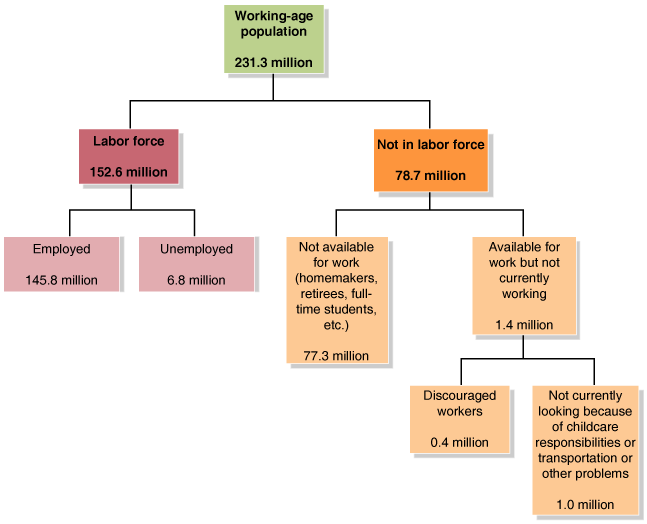 Working-age
population
231.3 million
Labor force
152.6 million
Not in labor force
78.7 million
Employed
145.8 million
Unemployed
6.8 million
Not available
for work
(homemakers,
retirees, full-
time students,
etc.)
77.3 million
Available for
work but not
currently
working
1.4 million
Discouraged
workers
0.4 million
Not currently
looking because
of childcare
responsibilities or
transportation or
other problems
1.0 million